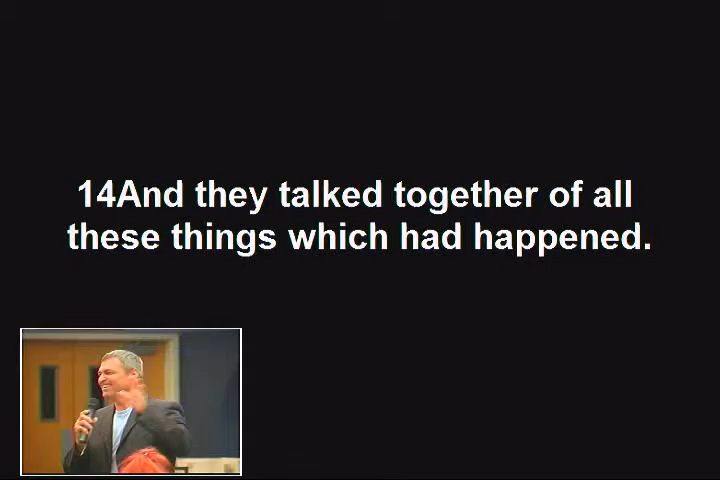 14And they talked together of all
these things which had happened.